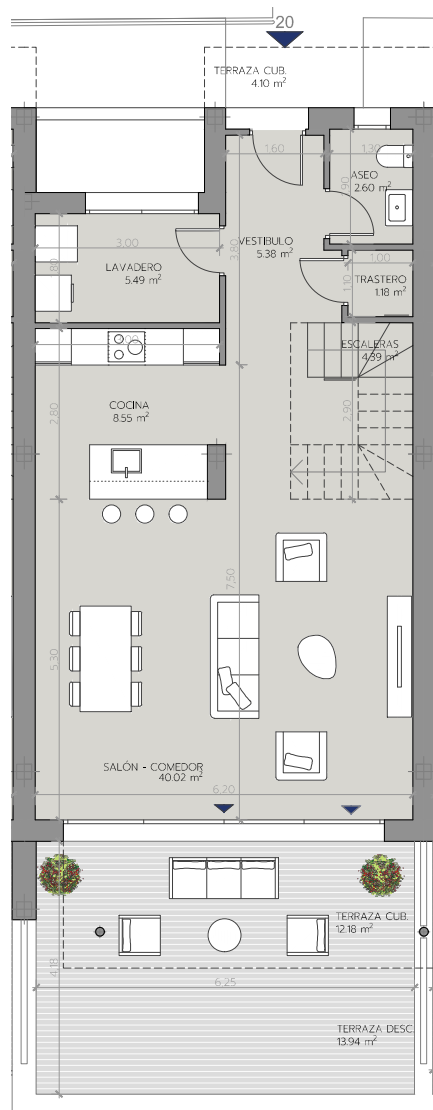 20
TERRAZA CUB.
4.10 m²
1.60
1.30
.90
ASEO
2.60 m²
3.00
3.80
VESTÍBULO
5.38 m²
LAVADERO
5.49 m²
1.00
1.10
TRASTERO
1.18 m²
ESCALERAS
4.39 m²
COCINA
8.55 m²
2.80
2.90
7.50
5.30
SALÓN - COMEDOR
40.02 m²
6.20
TERRAZA CUB.
12.18 m²
4.18
6.25
TERRAZA DESC.
13.94 m²